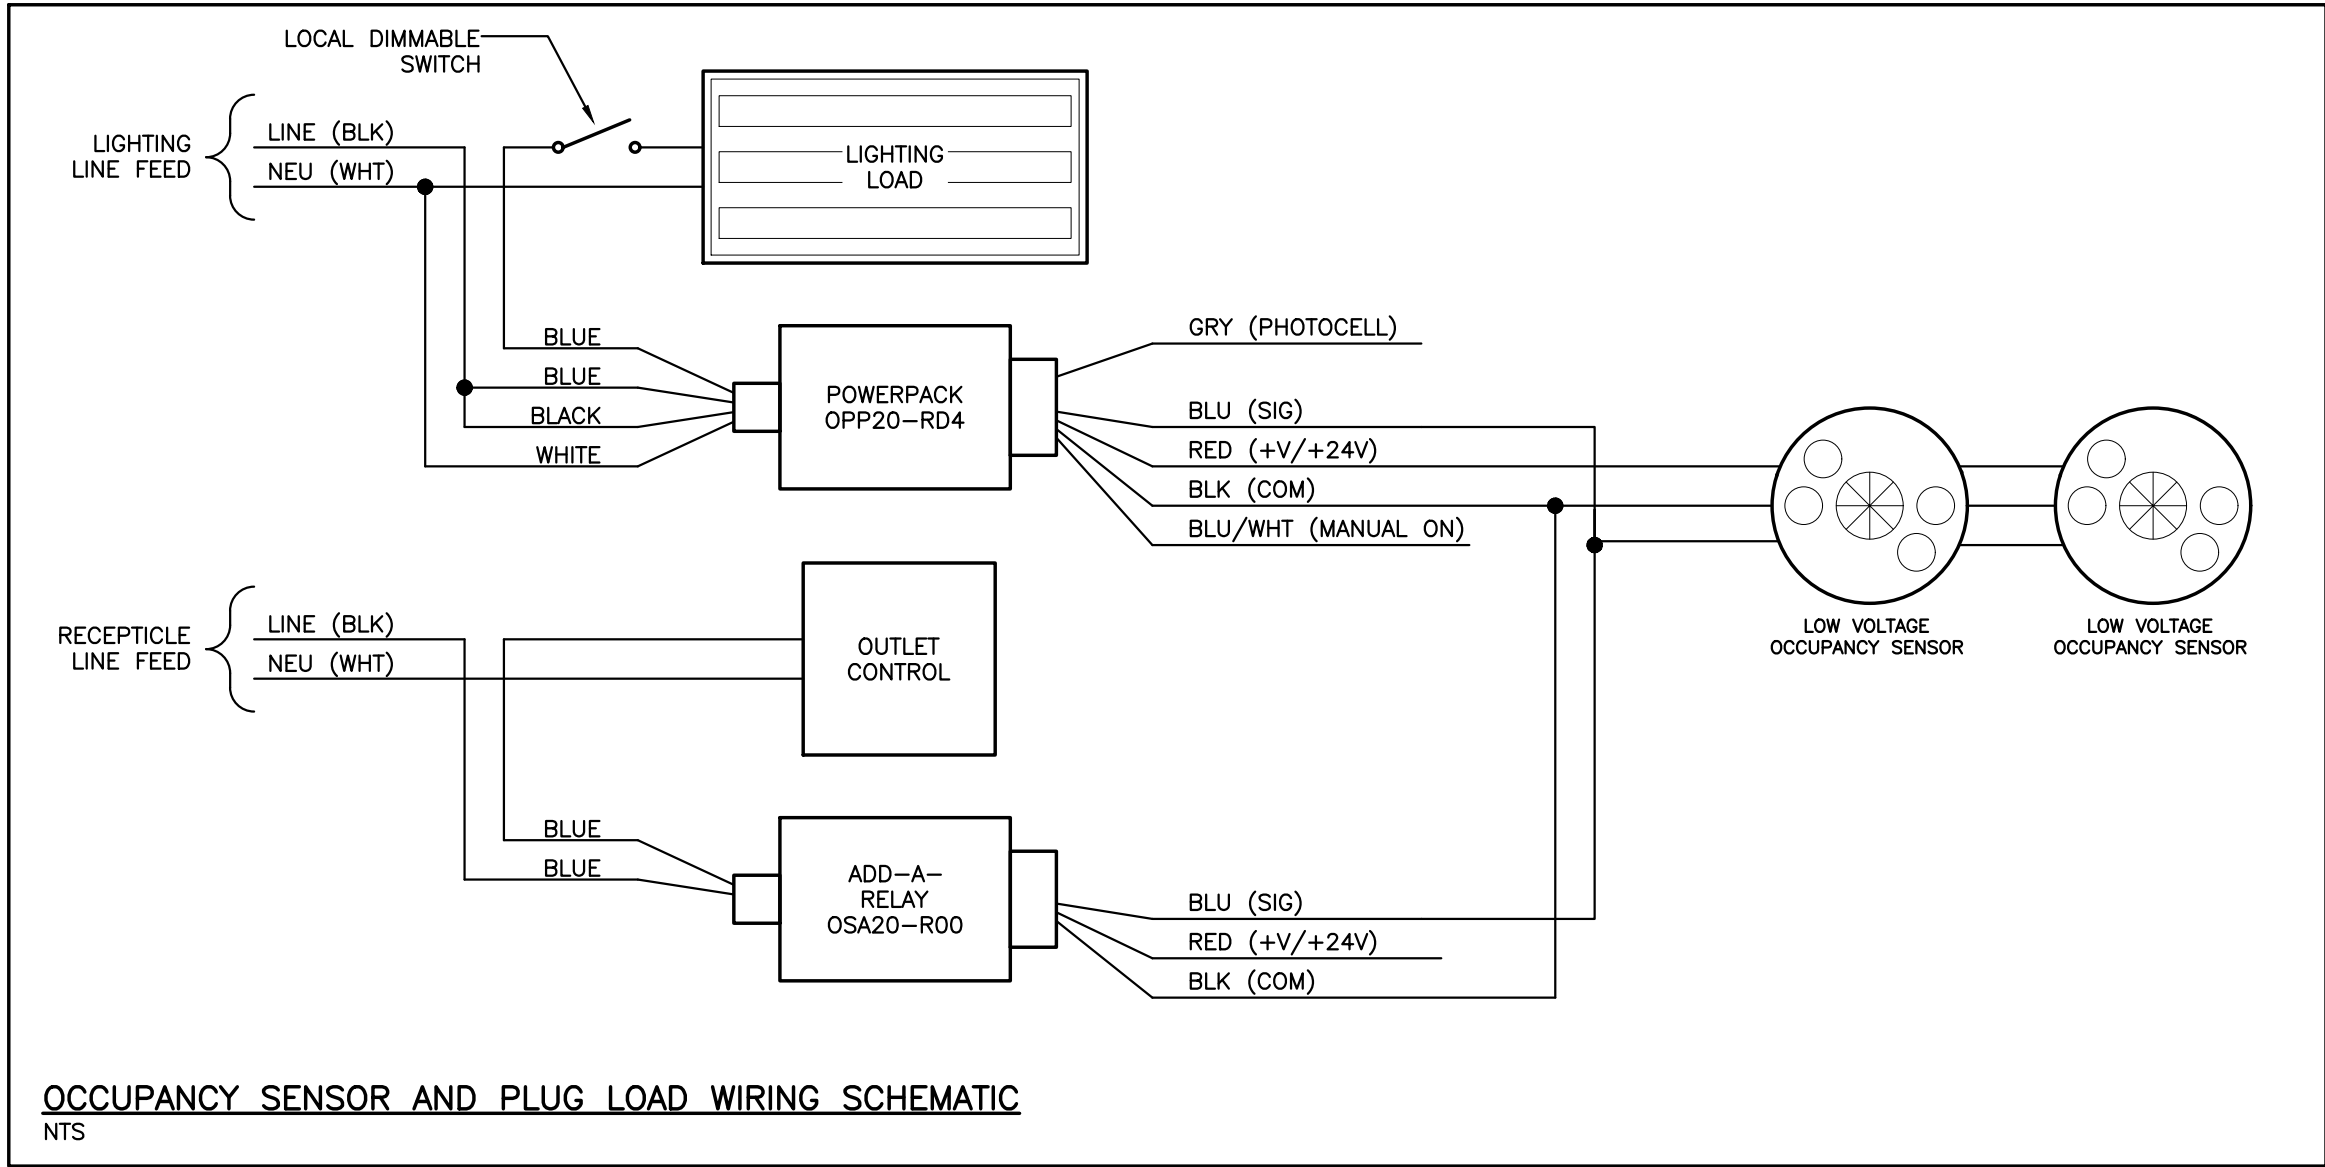 LOCAL DIMMABLE
SWITCH
LIGHTING
LINE FEED
LINE (BLK)
NEU (WHT)
LIGHTING
LOAD
BLUE
BLUE
BLACK
WHITE
POWERPACK
OPP20-RD4
GRY (PHOTOCELL)
BLU (SIG)
RED (+V/+24V)
BLK (COM)
BLU/WHT (MANUAL ON)
LOW VOLTAGE
OCCUPANCY SENSOR
LOW VOLTAGE
OCCUPANCY SENSOR
RECEPTICLE
LINE FEED
LINE (BLK)
NEU (WHT)
OUTLET
CONTROL
BLUE
BLUE
ADD-A-
RELAY
OSA20-R00
BLU (SIG)
RED (+V/+24V)
BLK (COM)
OCCUPANCY SENSOR AND PLUG LOAD WIRING SCHEMATIC
NTS